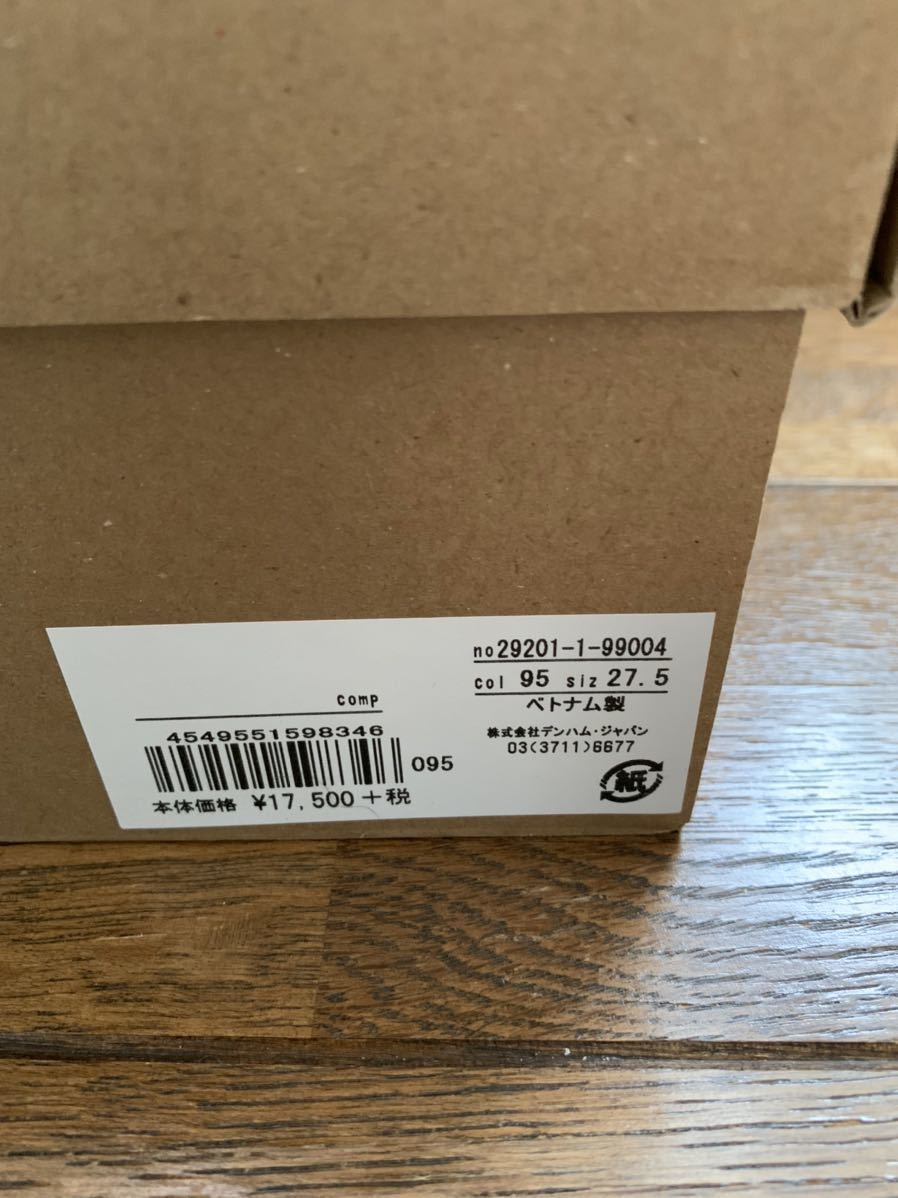 comp
4549551598346
095
本体価格 ¥17,500+税
no29201-1-99004
col 95 siz 27.5
ベトナム製
株式会社デンハム・ジャパン
03(3711)6677
紙